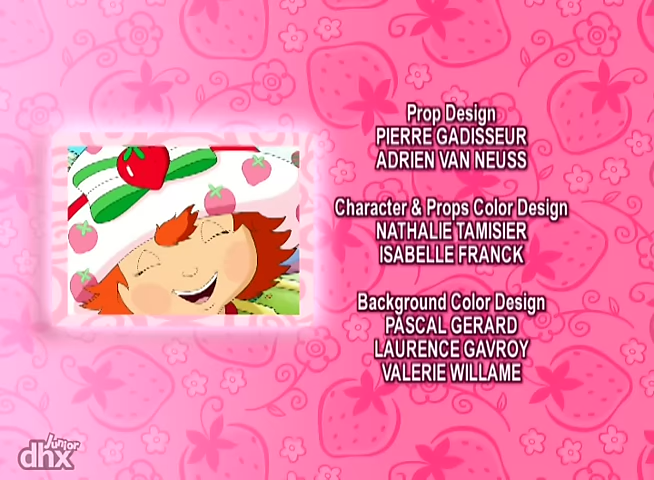 Prop Design
PIERRE GADISSEUR
ADRIEN VAN NEUSS
Character & Props Color Design
NATHALIE TAMISIER
ISABELLE FRANCK
Background Color Design
PASCAL GERARD
LAURENCE GAVROY
VALERIE WILLAME
Junior
dhx